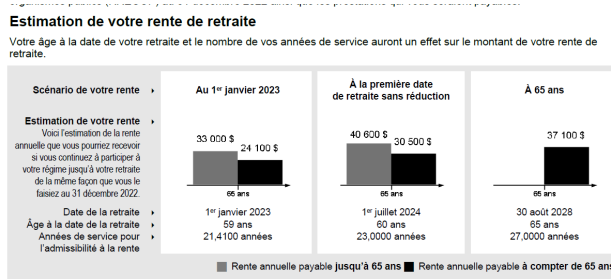 Estimation de votre rente de retraite
Votre âge à la date de votre retraite et le nombre de vos années de service auront un effet sur le montant de votre rente de
retraite.
Scénario de votre rente
Au 1er janvier 2023
À la première date
de retraite sans réduction
À 65 ans
Estimation de votre rente
Voici l'estimation de la rente
annuelle que vous pourriez recevoir
si vous continuez à participer à
votre régime jusqu'à votre retraite
de la même façon que vous le
faisiez au 31 décembre 2022.
33 000 $
24 100 $
65 ans
40 600 $
30 500 $
65 ans
37 100 $
65 ans
Date de la retraite 1er janvier 2023 1er juillet 2024 30 août 2028
Âge à la date de la retraite 59 ans 60 ans 65 ans
Années de service pour 21,4100 années 23,0000 années 27,0000 années
l'admissibilité à la rente
Rente annuelle payable jusqu'à 65 ans Rente annuelle payable à compter de 65 ans